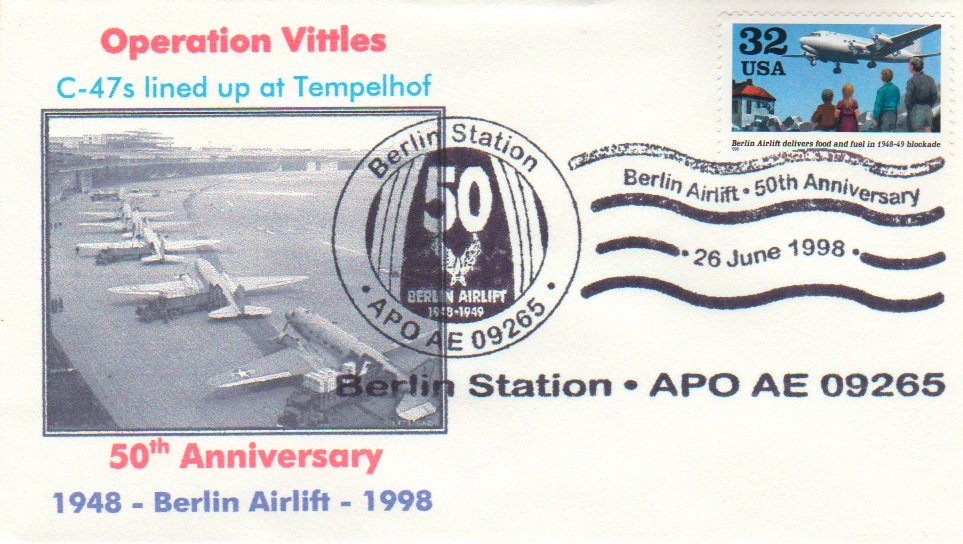 Operation Vittles
C-47s lined up at Tempelhof
32
USA
Berlin Airlift delivers food and fuel in 1948-49 blockade
Berlin Station
50
BERLIN AIRLIFT
1948-1949
• APO AE 09265 •
Berlin Airlift • 50th Anniversary
• 26 June 1998 •
Berlin Station • APO AE 09265
50th Anniversary
1948 - Berlin Airlift - 1998